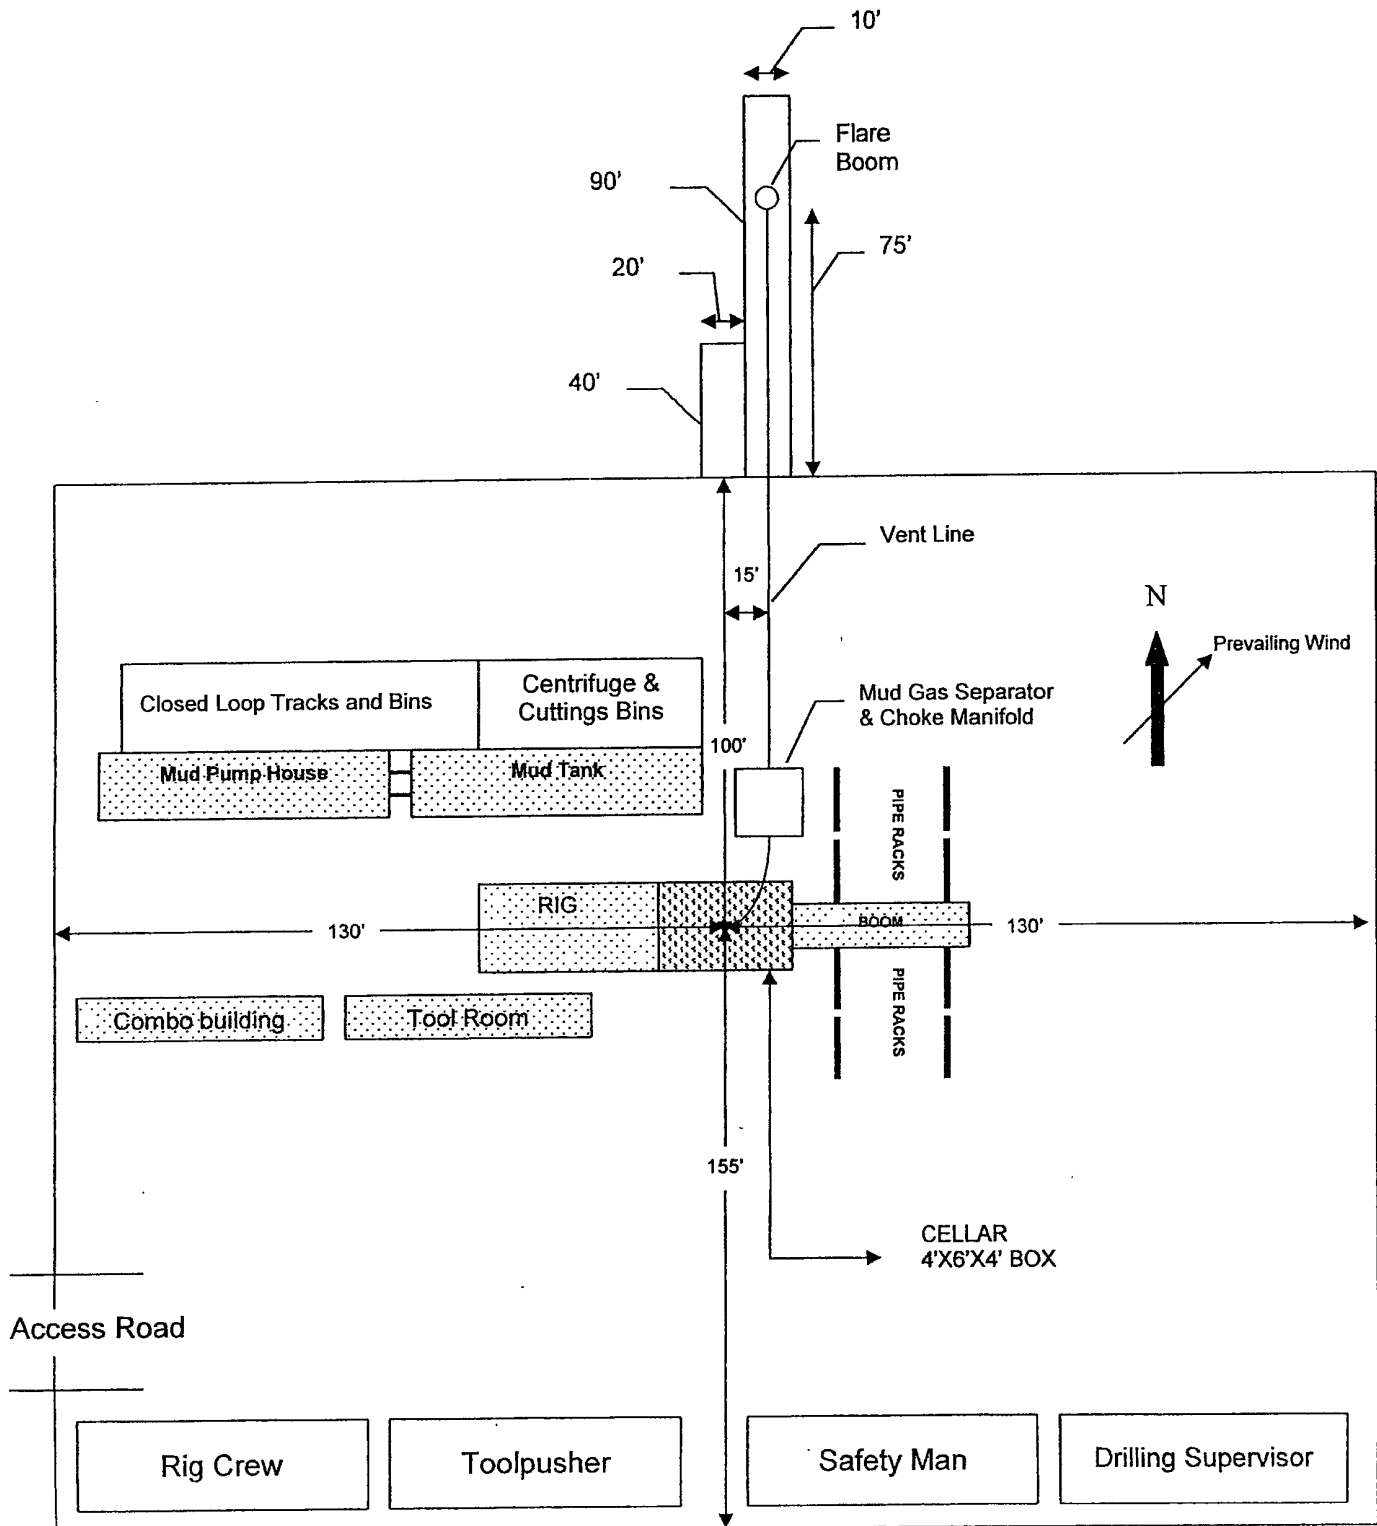 10'
Flare
Boom
90'
75'
20'
40'
Vent Line
15'
N
Prevailing Wind
Closed Loop Tracks and Bins
Centrifuge &
Cuttings Bins
Mud Gas Separator
& Choke Manifold
100'
Mud Pump House
Mud Tank
PIPE RACKS
RIG
BOOM
130'
130'
Combo building
Tool Room
PIPE RACKS
155'
CELLAR
4'X6'X4' BOX
Access Road
Rig Crew
Toolpusher
Safety Man
Drilling Supervisor